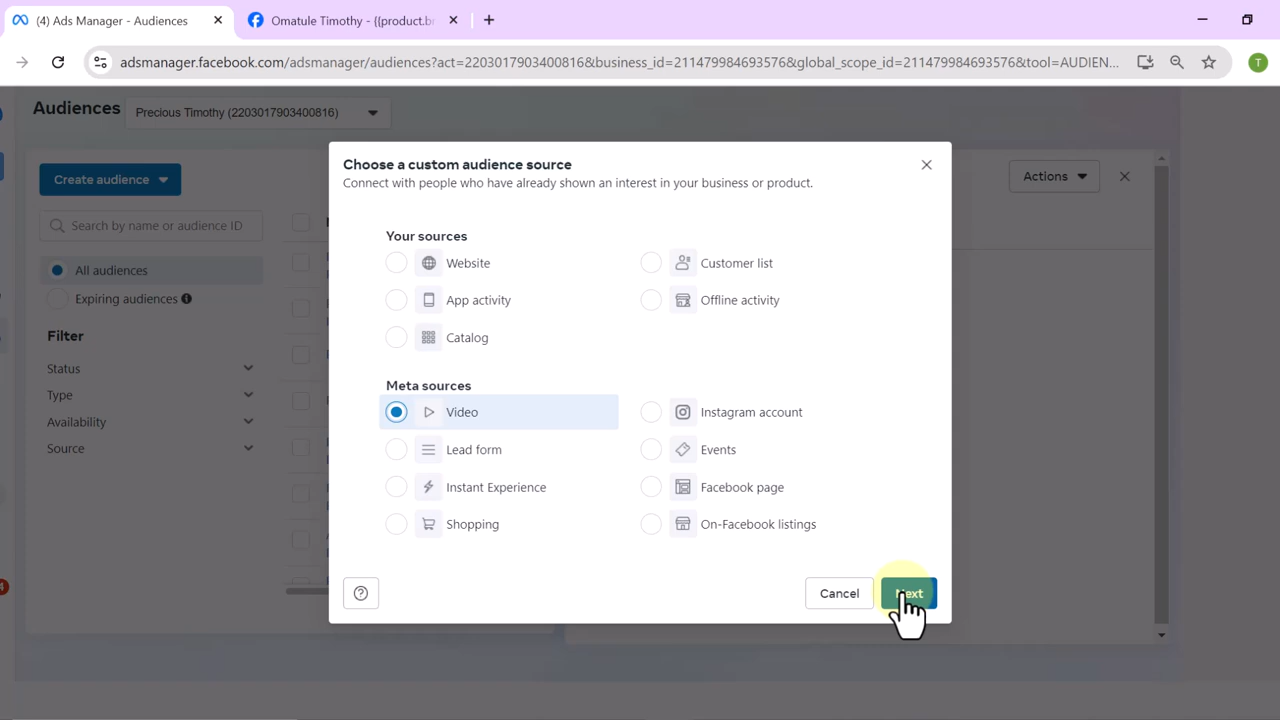 (4) Ads Manager - Audiences
Omatule Timothy - {{product.br
adsmanager.facebook.com/adsmanager/audiences?act=2203017903400816&business_id=211479984693576&global_scope_id=211479984693576&tool=AUDIEN...
T
Audiences
Precious Timothy (2203017903400816)
Create audience
Actions
Search by name or audience ID
All audiences
Expiring audiences
Filter
Status
Type
Availability
Source
Choose a custom audience source
Connect with people who have already shown an interest in your business or product.
Your sources
Website
Customer list
App activity
Offline activity
Catalog
Meta sources
Video
Instagram account
Lead form
Events
Instant Experience
Facebook page
Shopping
On-Facebook listings
Cancel
Next
4